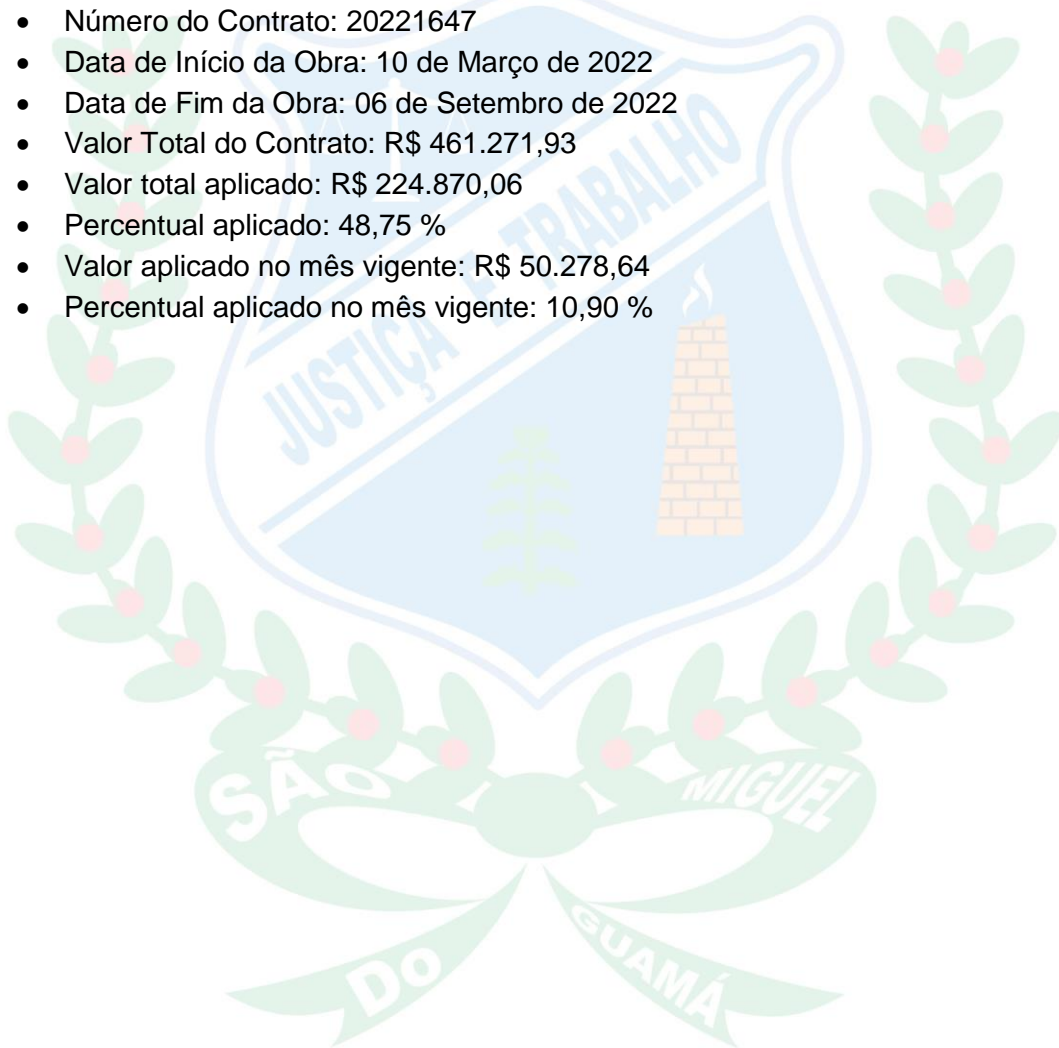 • Número do Contrato: 20221647
• Data de Início da Obra: 10 de Março de 2022
• Data de Fim da Obra: 06 de Setembro de 2022
• Valor Total do Contrato: R$ 461.271,93
• Valor total aplicado: R$ 224.870,06
• Percentual aplicado: 48,75 %
• Valor aplicado no mês vigente: R$ 50.278,64
• Percentual aplicado no mês vigente: 10,90 %
JUSTIÇA E TRABALHO
SÃO MIGUEL
DO GUAMÁ